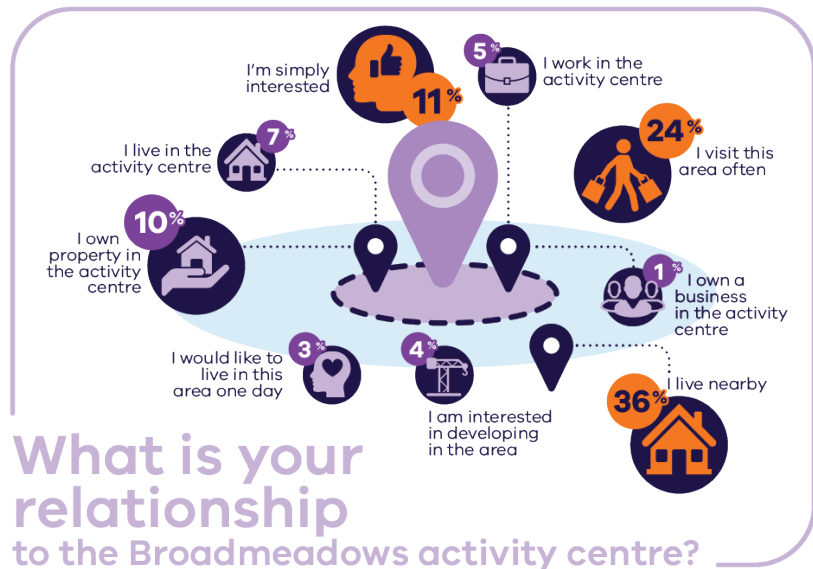 I'm simply
interested
11%
5%
I work in the
activity centre
24%
I visit this
area often
7%
I live in the
activity centre
10%
I own
property in
the activity
centre
1%
I own a
business
in the activity
centre
3%
I would like to
live in this
area one day
4%
I am interested
in developing
in the area
36%
I live nearby
What is your
relationship
to the Broadmeadows activity centre?